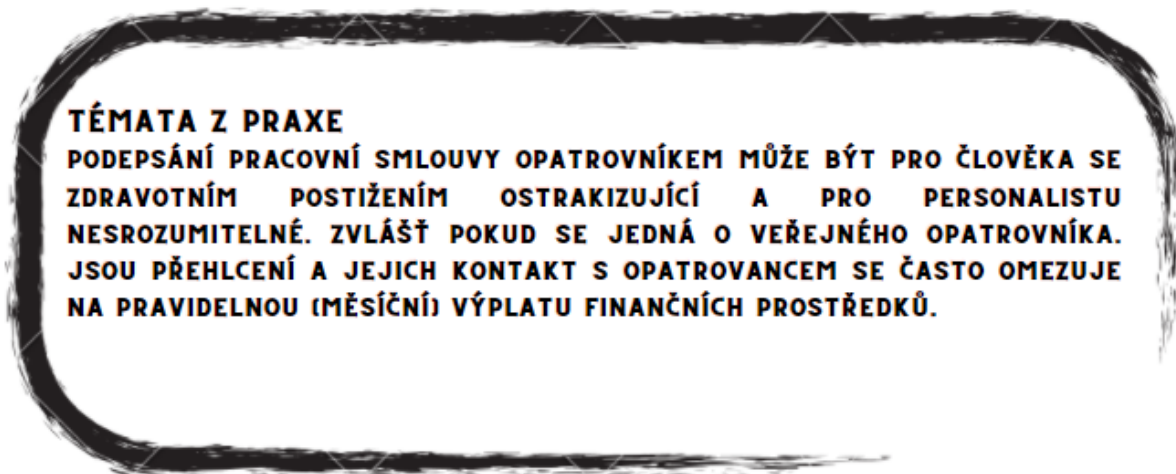 TÉMATA Z PRAXE
PODEPSÁNÍ PRACOVNÍ SMLOUVY OPATROVNÍKEM MŮŽE BÝT PRO ČLOVĚKA SE
ZDRAVOTNÍM POSTIŽENÍM OSTRAKIZUJÍCÍ A PRO PERSONALISTU
NESROZUMITELNÉ. ZVLÁŠŤ POKUD SE JEDNÁ O VEŘEJNÉHO OPATROVNÍKA.
JSOU PŘEHLCENÍ A JEJICH KONTAKT S OPATROVANCEM SE ČASTO OMEZUJE
NA PRAVIDELNOU (MĚSÍČNÍ) VÝPLATU FINANČNÍCH PROSTŘEDKŮ.